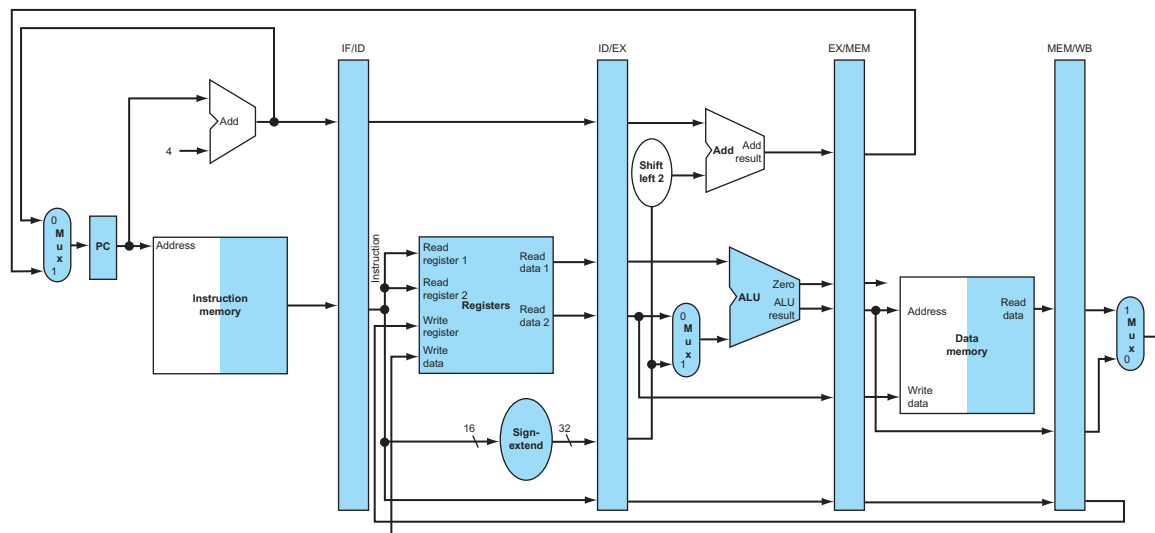 IF/ID
ID/EX
EX/MEM
MEM/WB
Add
4
Shift
left 2
Add
Add
result
0
M
u
x
1
PC
Address
Instruction
memory
Instruction
Read
register 1
Read
register 2
Write
register
Write
data
Registers
Read
data 1
Read
data 2
16
Sign-
extend
32
0
M
u
x
1
ALU
Zero
ALU
result
Address
Write
data
Data
memory
Read
data
1
M
u
x
0